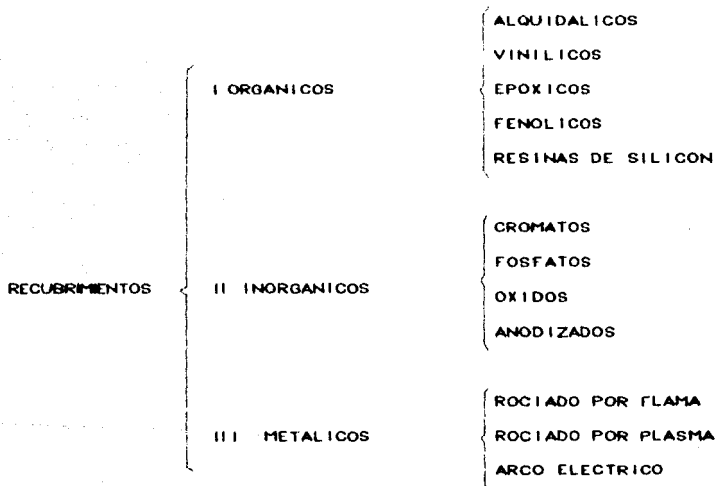 ALQUIDALICOS
VINILICOS
I ORGANICOS
EPOXICOS
FENOLICOS
RESINAS DE SILICON
CROMATOS
FOSFATOS
RECUBRIMIENTOS
II INORGANICOS
OXIDOS
ANODIZADOS
ROCIADO POR FLAMA
III METALICOS
ROCIADO POR PLASMA
ARCO ELECTRICO